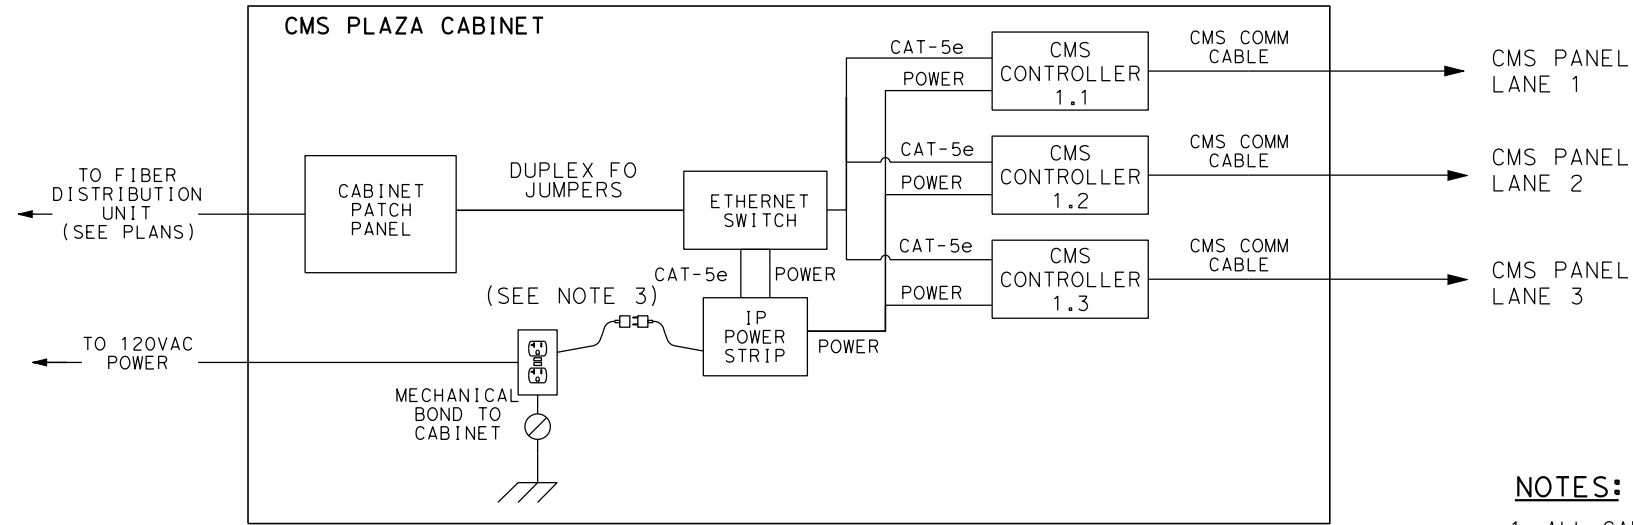 CMS PLAZA CABINET
TO FIBER
DISTRIBUTION
UNIT
(SEE PLANS)
CABINET
PATCH
PANEL
DUPLEX FO
JUMPERS
ETHERNET
SWITCH
CAT-5e
POWER
CMS
CONTROLLER
1.1
CMS COMM
CABLE
CMS PANEL
LANE 1
CAT-5e
POWER
CMS
CONTROLLER
1.2
CMS COMM
CABLE
CMS PANEL
LANE 2
CAT-5e
POWER
CMS
CONTROLLER
1.3
CMS COMM
CABLE
CMS PANEL
LANE 3
CAT-5e
POWER
(SEE NOTE 3)
IP
POWER
STRIP
POWER
TO 120VAC
POWER
MECHANICAL
BOND TO
CABINET
NOTES: